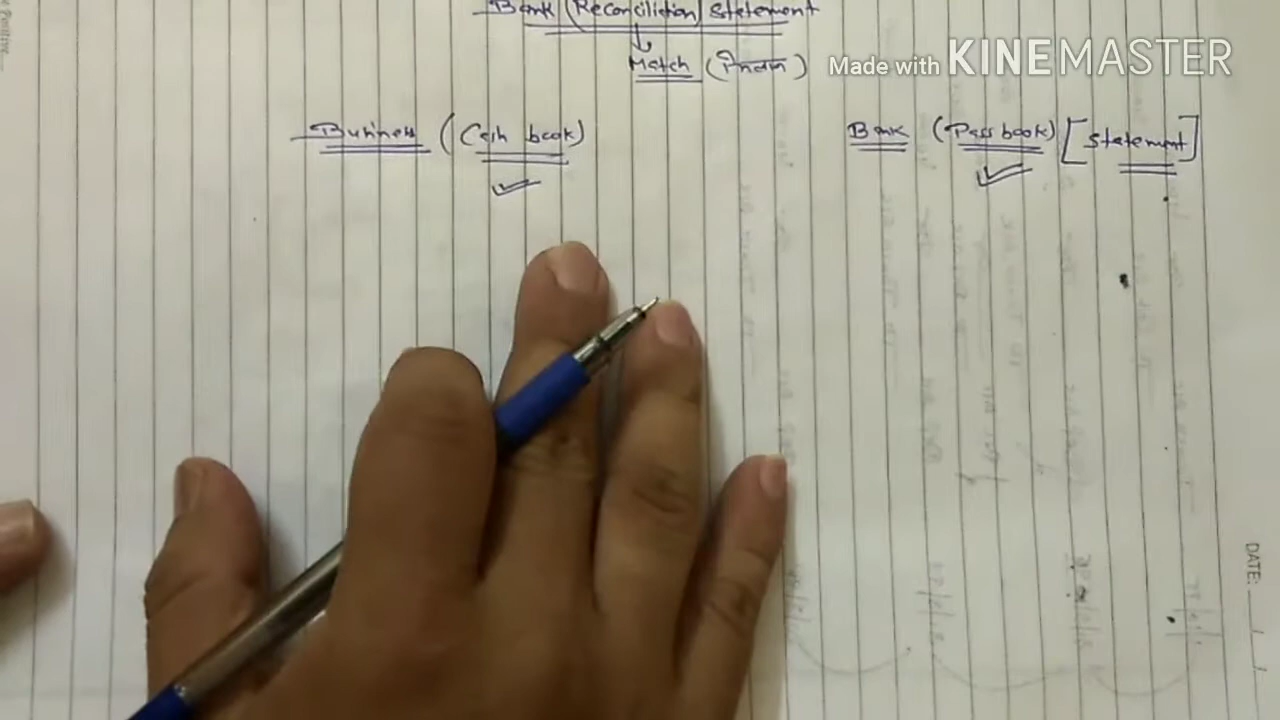 Bank (Reconciliation) Statement
Match (मिलान)
Made with KINEMASTER
Business (Cash book)
Bank (Pass book) [Statement]
DATE: